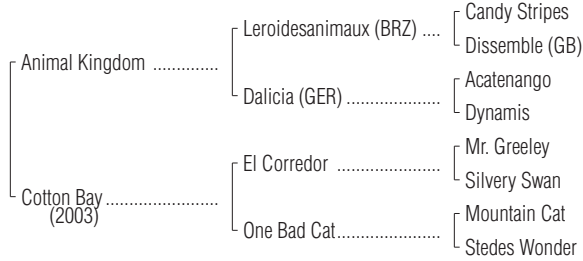 Candy Stripes
Leroidesanimaux (BRZ) ....
Dissemble (GB)
Animal Kingdom ..............
Acatenango
Dalicia (GER) ....................
Dynamis
Mr. Greeley
El Corredor ......................
Silvery Swan
Cotton Bay ........................
(2003)
Mountain Cat
One Bad Cat......................
Stedes Wonder